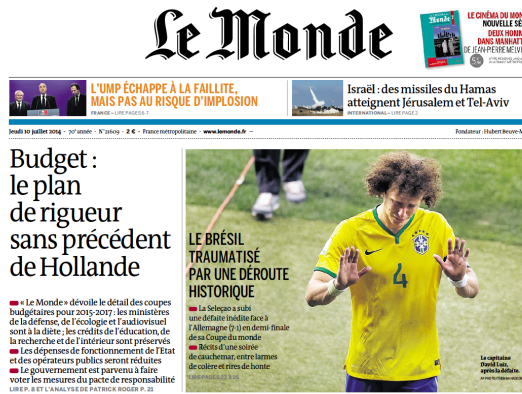 Le Monde
LE CINÉMA DU MON
NOUVELLE SÉ
DEUX HOMM
DANS MANHATT
DE JEAN-PIERRE MELVI
L'UMP ÉCHAPPE À LA FAILLITE,
MAIS PAS AU RISQUE D'IMPLOSION
FRANCE – LIRE PAGES 6-7
Israël : des missiles du Hamas
atteignent Jérusalem et Tel-Aviv
INTERNATIONAL – LIRE PAGE 2
Jeudi 10 juillet 2014 - 70e année - N°21609 - 2 € - France métropolitaine - www.lemonde.fr –
Fondateur : Hubert Beuve-M
Budget :
le plan
de rigueur
sans précédent
de Hollande
« Le Monde » dévoile le détail des coupes
budgétaires pour 2015-2017 : les ministères
de la défense, de l'écologie et l'audiovisuel
sont à la diète ; les crédits de l'éducation, de
la recherche et de l'intérieur sont préservés
Les dépenses de fonctionnement de l'Etat
et des opérateurs publics seront réduites
Le gouvernement est parvenu à faire
voter les mesures du pacte de responsabilité
LIRE P. 8 ET L'ANALYSE DE PATRICK ROGER P. 21
LE BRÉSIL
TRAUMATISÉ
PAR UNE DÉROUTE
HISTORIQUE
La Seleçao a subi
une défaite inédite face à
l'Allemagne (7-1) en demi-finale
de sa Coupe du monde
Récits d'une soirée
de cauchemar, entre larmes
de colère et rires de honte
4
Le capitaine
David Luiz,
après la défaite.